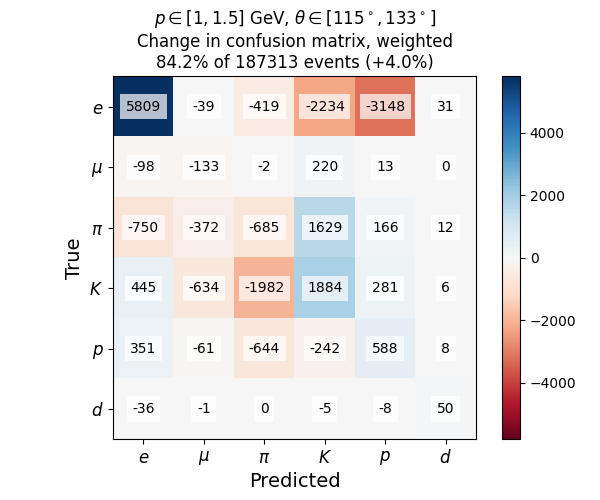 p ∈ [1, 1.5] GeV, θ ∈ [115°, 133°]
Change in confusion matrix, weighted
84.2% of 187313 events (+4.0%)
e 5809 -39 -419 -2234 -3148 31
μ -98 -133 -2 220 13 0
π -750 -372 -685 1629 166 12
K 445 -634 -1982 1884 281 6
p 351 -61 -644 -242 588 8
d -36 -1 0 -5 -8 50
e μ π K p d
Predicted
True
4000
2000
0
−2000
−4000